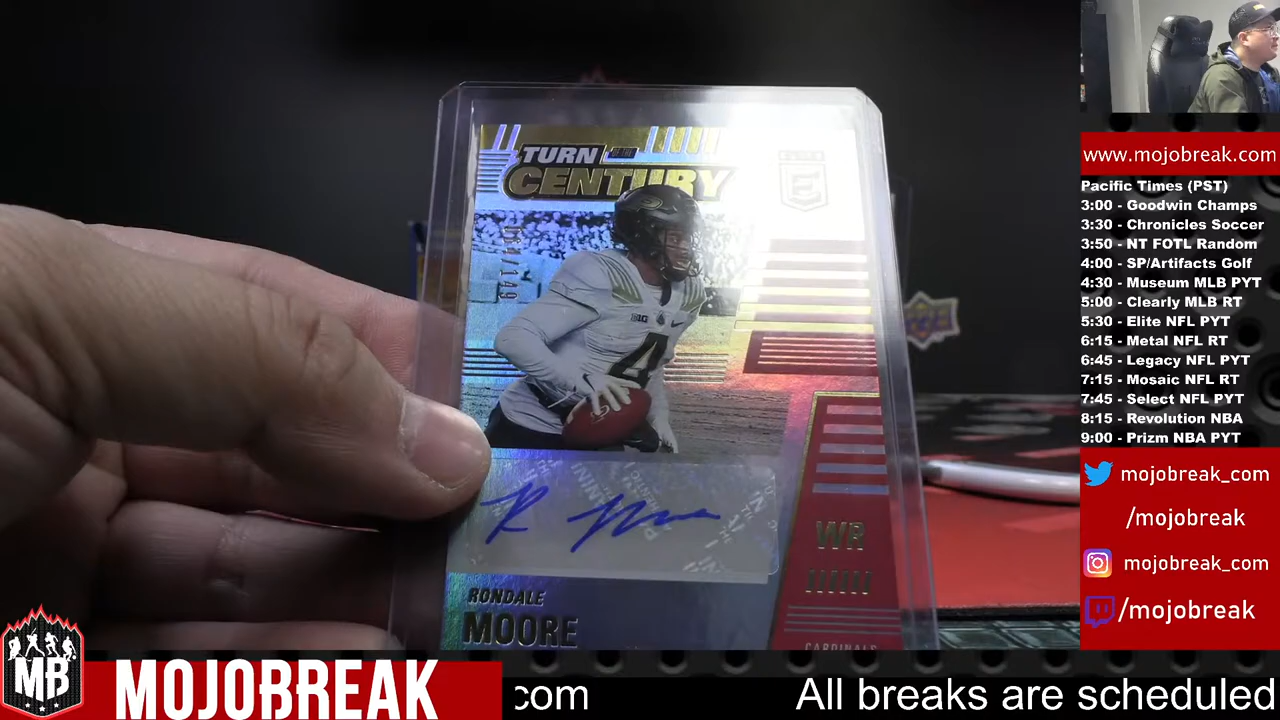 TURN OF THE
CENTURY
E
/149
BIG
4
R Moore
WR
RONDALE
MOORE
CARDINALS
www.mojobreak.com
Pacific Times (PST)
3:00 - Goodwin Champs
3:30 - Chronicles Soccer
3:50 - NT FOTL Random
4:00 - SP/Artifacts Golf
4:30 - Museum MLB PYT
5:00 - Clearly MLB RT
5:30 - Elite NFL PYT
6:15 - Metal NFL RT
6:45 - Legacy NFL PYT
7:15 - Mosaic NFL RT
7:45 - Select NFL PYT
8:15 - Revolution NBA
9:00 - Prizm NBA PYT
mojobreak_com
/mojobreak
mojobreak_com
/mojobreak
MB
MOJOBREAK
com
All breaks are scheduled